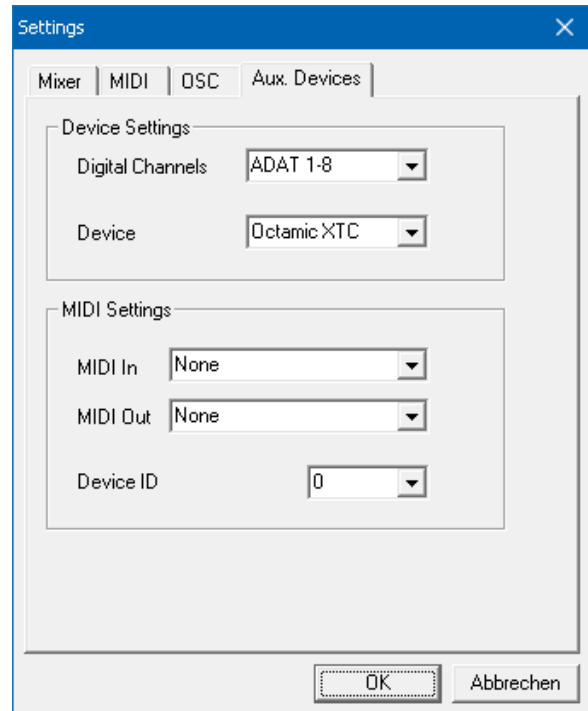 Settings
Mixer MIDI OSC Aux. Devices
Device Settings
Digital Channels ADAT 1-8
Device Octamic XTC
MIDI Settings
MIDI In None
MIDI Out None
Device ID 0
OK Abbrechen